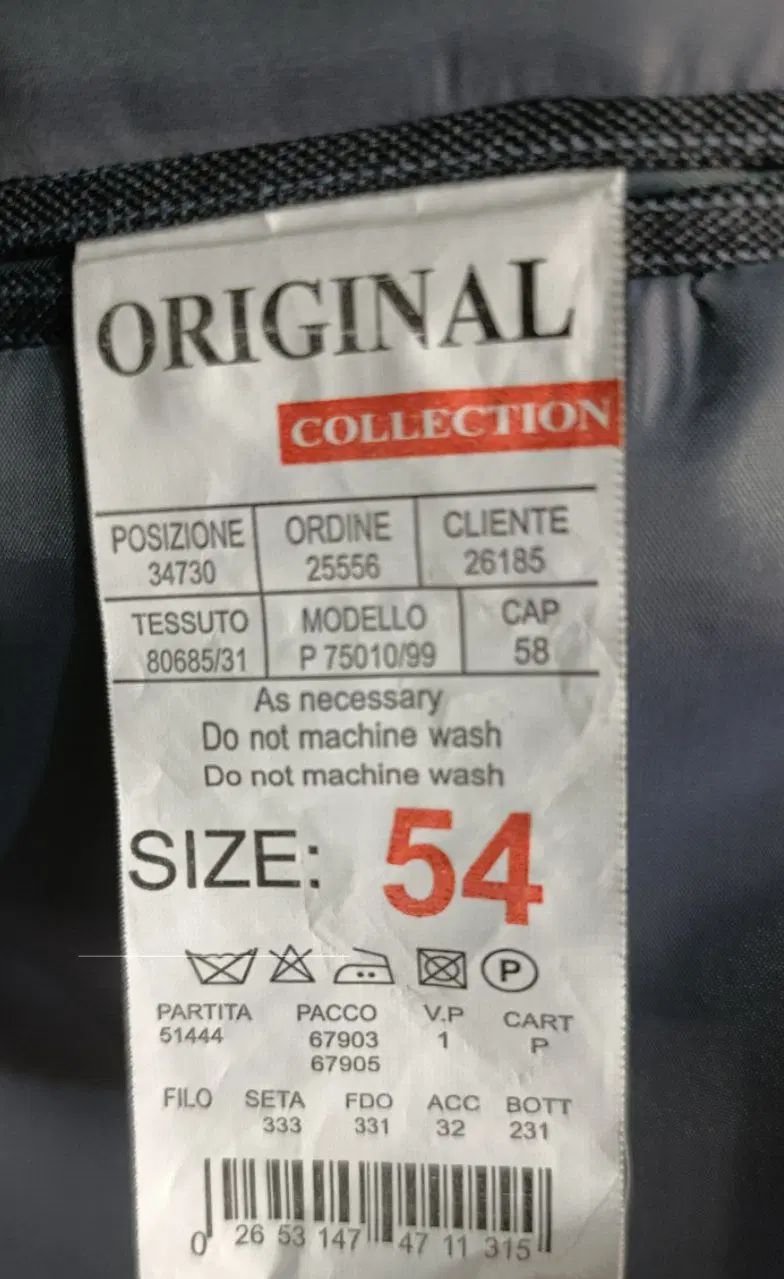 ORIGINAL
COLLECTION
POSIZIONE ORDINE CLIENTE
34730 25556 26185
TESSUTO MODELLO CAP
80685/31 P 75010/99 58
As necessary
Do not machine wash
Do not machine wash
SIZE: 54
P
PARTITA PACCO V.P CART
51444 67903 1 P
67905
FILO SETA FDO ACC BOTT
333 331 32 231
0 26 53 147 47 11 315